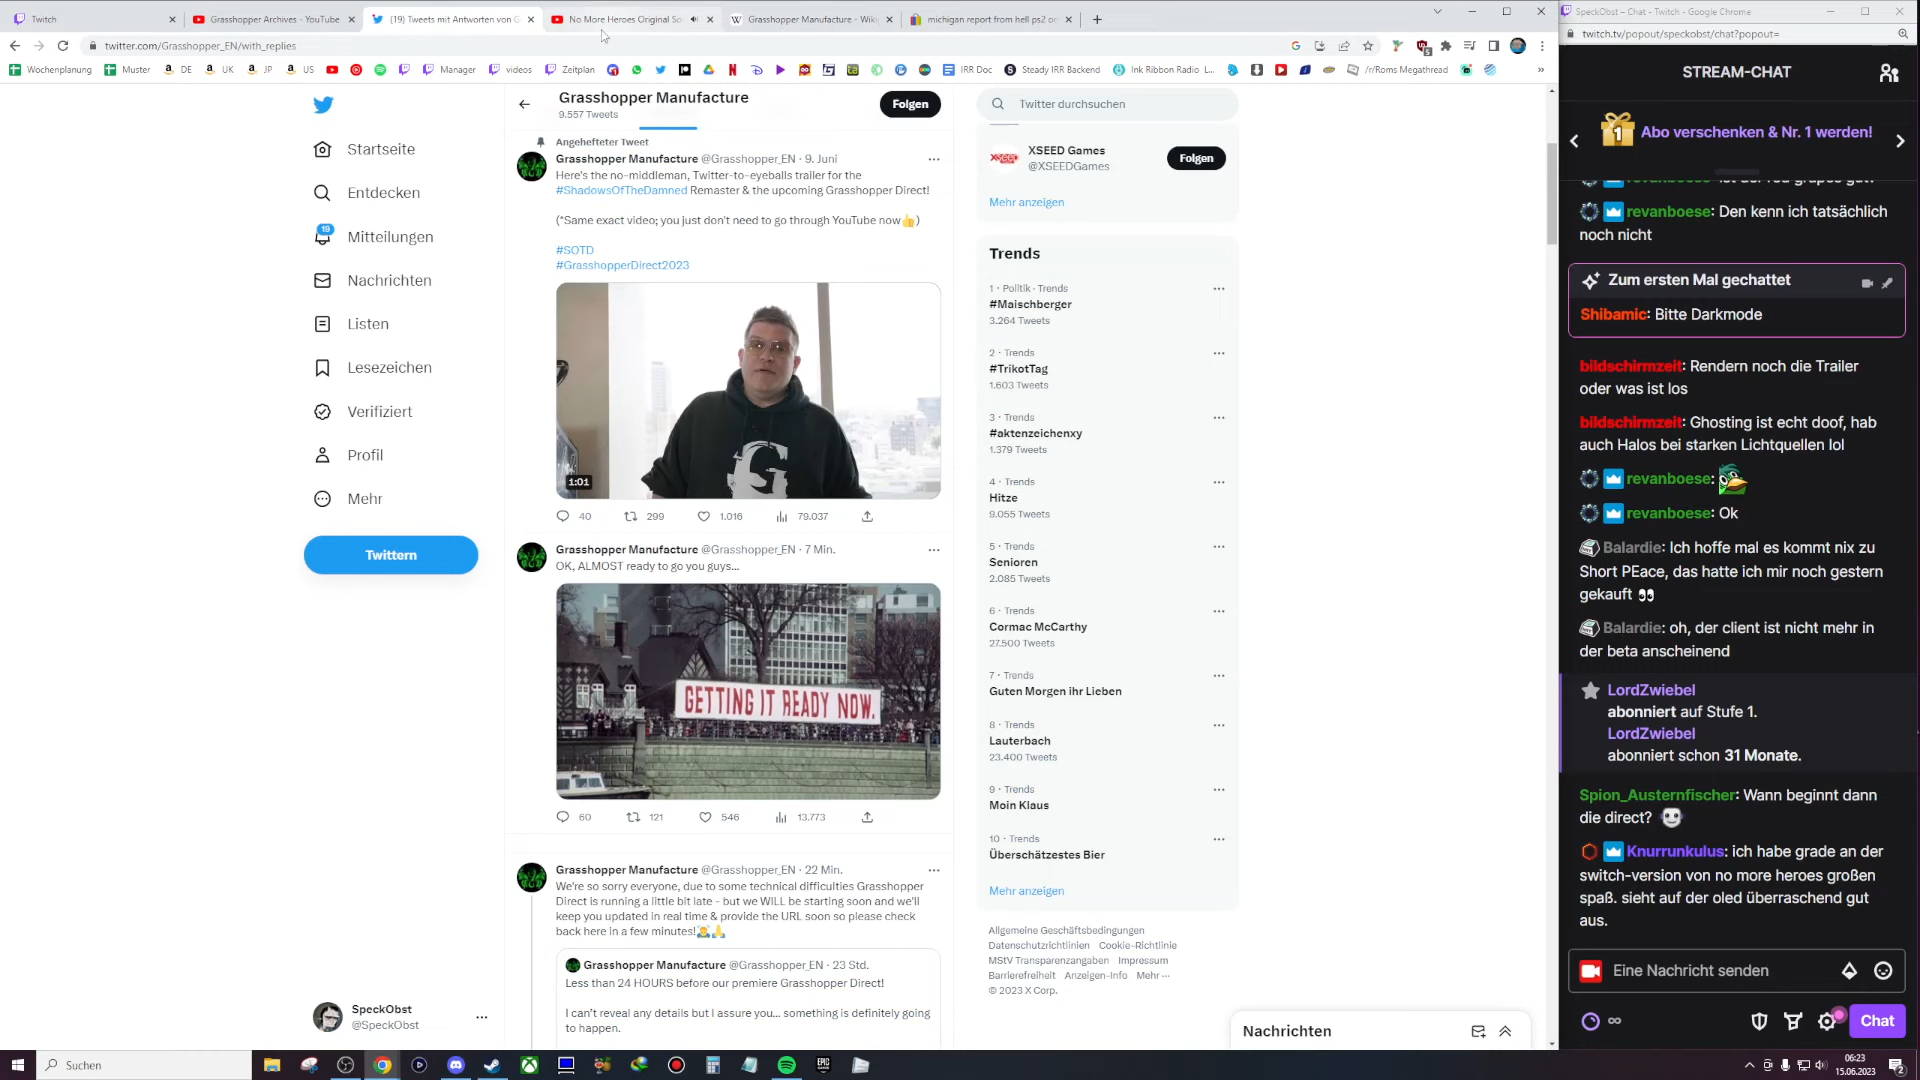 Twitch
Grasshopper Archives - YouTube
(19) Tweets mit Antworten von G
No More Heroes Original So
Grasshopper Manufacture - Wiki
michigan report from hell ps2 on
twitter.com/Grasshopper_EN/with_replies
Wochenplanung
Muster
DE
UK
JP
US
Manager
videos
Zeitplan
IRR Doc
Steady IRR Backend
Ink Ribbon Radio L...
/r/Roms Megathread
»
Startseite
Entdecken
19
Mitteilungen
Nachrichten
Listen
Lesezeichen
Verifiziert
Profil
Mehr
Twittern
SpeckObst
@SpeckObst
Grasshopper Manufacture
9.557 Tweets
Folgen
Angehefteter Tweet
Grasshopper Manufacture @Grasshopper_EN · 9. Juni
Here's the no-middleman, Twitter-to-eyeballs trailer for the
#ShadowsOfTheDamned Remaster & the upcoming Grasshopper Direct!
(*Same exact video; you just don't need to go through YouTube now👍)
#SOTD
#GrasshopperDirect2023
G
1:01
40 299 1.016 79.037
Grasshopper Manufacture @Grasshopper_EN · 7 Min.
OK, ALMOST ready to go you guys...
GETTING IT READY NOW.
60 121 546 13.773
Grasshopper Manufacture @Grasshopper_EN · 22 Min.
We're so sorry everyone, due to some technical difficulties Grasshopper
Direct is running a little bit late - but we WILL be starting soon and we'll
keep you updated in real time & provide the URL soon so please check
back here in a few minutes!🙇🙏
Grasshopper Manufacture @Grasshopper_EN · 23 Std.
Less than 24 HOURS before our premiere Grasshopper Direct!
I can't reveal any details but I assure you... something is definitely going
to happen.
Twitter durchsuchen
XSEED
XSEED Games
@XSEEDGames
Folgen
Mehr anzeigen
Trends
1 · Politik · Trends
#Maischberger
3.264 Tweets
2 · Trends
#TrikotTag
1.603 Tweets
3 · Trends
#aktenzeichenxy
1.379 Tweets
4 · Trends
Hitze
9.055 Tweets
5 · Trends
Senioren
2.085 Tweets
6 · Trends
Cormac McCarthy
27.500 Tweets
7 · Trends
Guten Morgen ihr Lieben
8 · Trends
Lauterbach
23.400 Tweets
9 · Trends
Moin Klaus
10 · Trends
Überschätzestes Bier
Mehr anzeigen
Allgemeine Geschäftsbedingungen
Datenschutzrichtlinien Cookie-Richtlinie
MStV Transparenzangaben Impressum
Barrierefreiheit Anzeigen-Info Mehr ···
© 2023 X Corp.
Nachrichten
SpeckObst – Chat - Twitch - Google Chrome
twitch.tv/popout/speckobst/chat?popout=
STREAM-CHAT
1
Abo verschenken & Nr. 1 werden!
revanboese: Ist der red grapes gut?
revanboese: Den kenn ich tatsächlich
noch nicht
Zum ersten Mal gechattet
Shibamic: Bitte Darkmode
bildschirmzeit: Rendern noch die Trailer
oder was ist los
bildschirmzeit: Ghosting ist echt doof, hab
auch Halos bei starken Lichtquellen lol
revanboese:
revanboese: Ok
Balardie: Ich hoffe mal es kommt nix zu
Short PEace, das hatte ich mir noch gestern
gekauft 👀
Balardie: oh, der client ist nicht mehr in
der beta anscheinend
LordZwiebel
abonniert auf Stufe 1.
LordZwiebel
abonniert schon 31 Monate.
Spion_Austernfischer: Wann beginnt dann
die direct?
Knurrunkulus: ich habe grade an der
switch-version von no more heroes großen
spaß. sieht auf der oled überraschend gut
aus.
Eine Nachricht senden
∞
Chat
Suchen
EPIC
06:23
15.06.2023
2